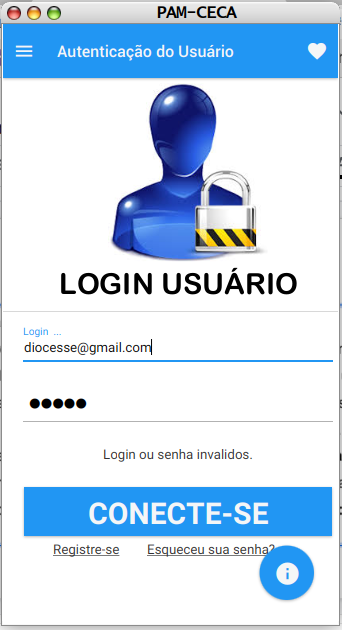 PAM-CECA
Autenticação do Usuário
LOGIN USUÁRIO
Login ...
diocesse@gmail.com
●●●●●
Login ou senha invalidos.
CONECTE-SE
Registre-se Esqueceu sua senha?